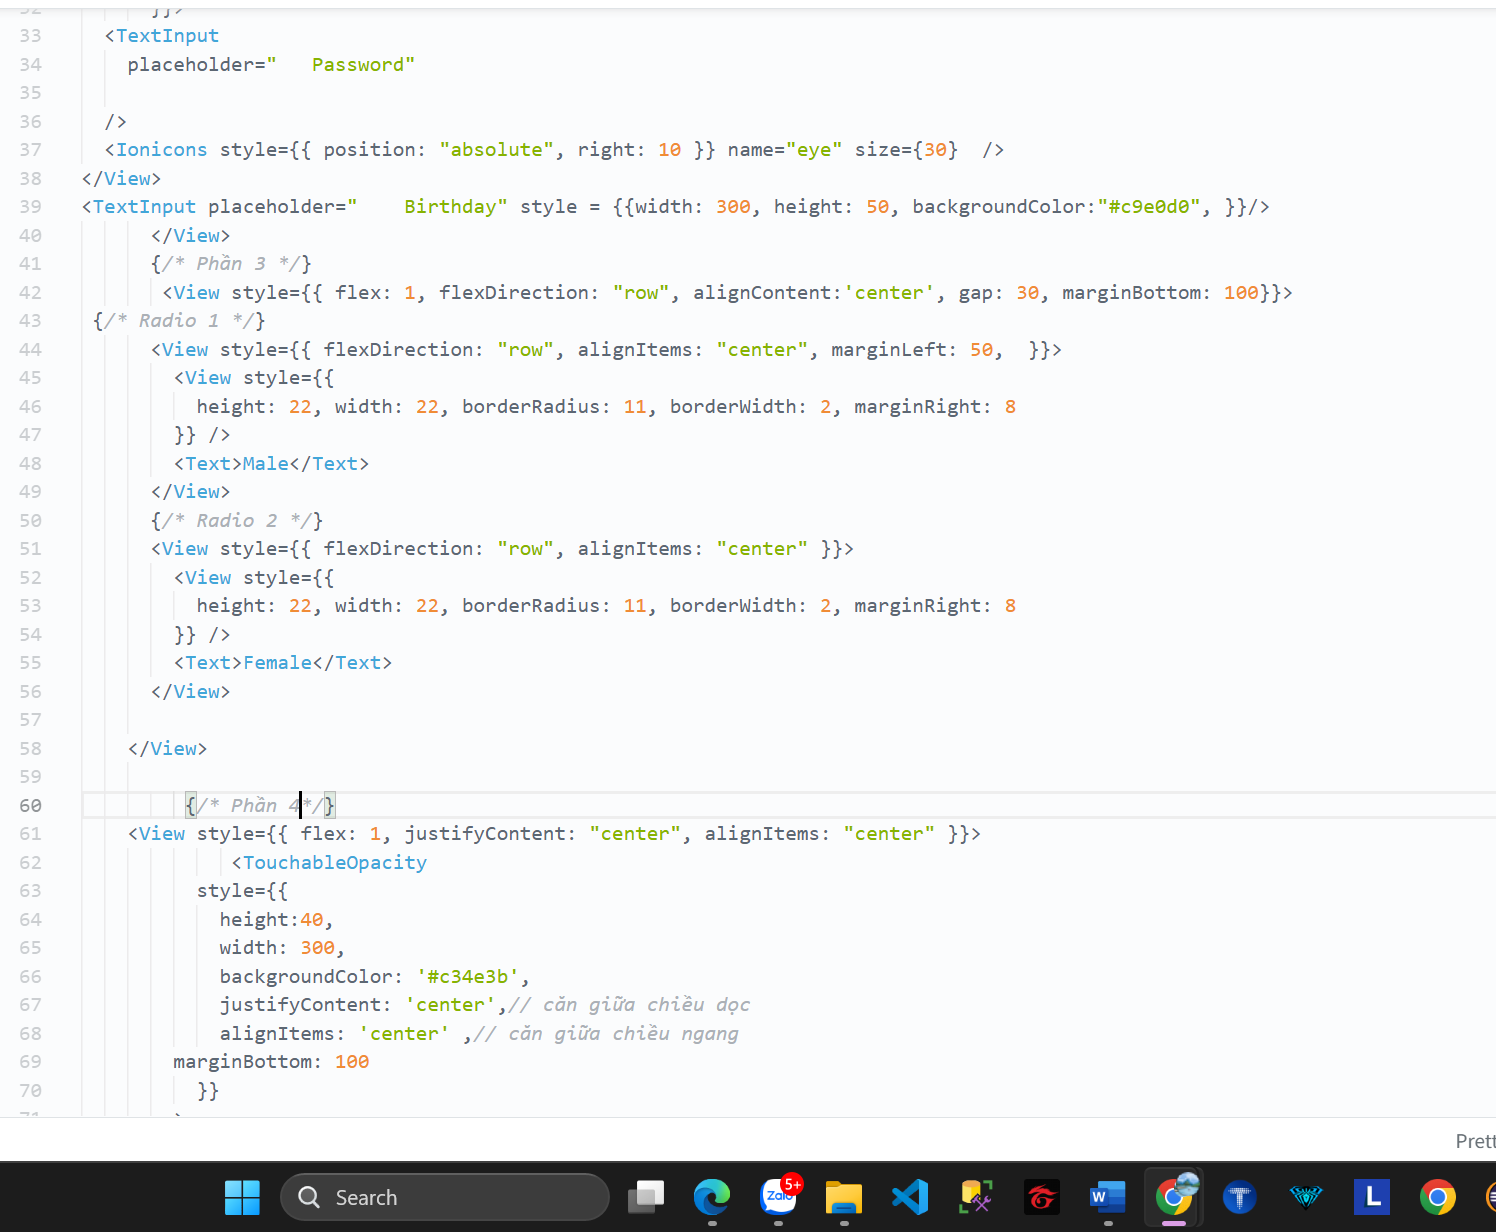 }}>
33 <TextInput
34 placeholder="   Password"
35
36 />
37 <Ionicons style={{ position: "absolute", right: 10 }} name="eye" size={30}  />
38 </View>
39 <TextInput placeholder="    Birthday" style = {{width: 300, height: 50, backgroundColor:"#c9e0d0", }}/>
40 </View>
41 {/* Phần 3 */}
42 <View style={{ flex: 1, flexDirection: "row", alignContent:'center', gap: 30, marginBottom: 100}}>
43 {/* Radio 1 */}
44 <View style={{ flexDirection: "row", alignItems: "center", marginLeft: 50,  }}>
45 <View style={{
46 height: 22, width: 22, borderRadius: 11, borderWidth: 2, marginRight: 8
47 }} />
48 <Text>Male</Text>
49 </View>
50 {/* Radio 2 */}
51 <View style={{ flexDirection: "row", alignItems: "center" }}>
52 <View style={{
53 height: 22, width: 22, borderRadius: 11, borderWidth: 2, marginRight: 8
54 }} />
55 <Text>Female</Text>
56 </View>
57
58 </View>
59
60 {/* Phần 4*/}
61 <View style={{ flex: 1, justifyContent: "center", alignItems: "center" }}>
62 <TouchableOpacity
63 style={{
64 height:40,
65 width: 300,
66 backgroundColor: '#c34e3b',
67 justifyContent: 'center',// căn giữa chiều dọc
68 alignItems: 'center' ,// căn giữa chiều ngang
69 marginBottom: 100
70 }}
Prett
Search
Zalo
5+
W
T
L